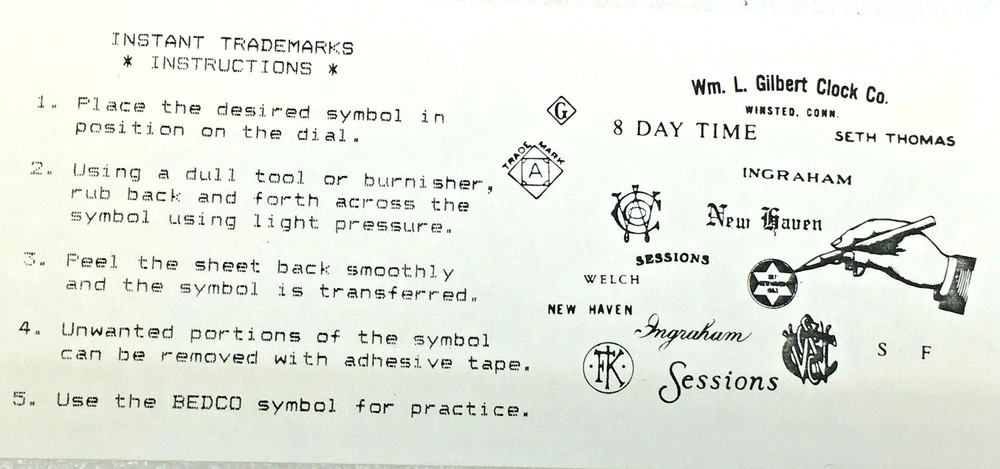 INSTANT TRADEMARKS
* INSTRUCTIONS *
1. Place the desired symbol in
position on the dial.
2. Using a dull tool or burnisher,
rub back and forth across the
symbol using light pressure.
3. Peel the sheet back smoothly
and the symbol is transferred.
4. Unwanted portions of the symbol
can be removed with adhesive tape.
5. Use the BEDCO symbol for practice.
G
TRADE MARK
A
Wm. L. Gilbert Clock Co.
WINSTED, CONN.
8 DAY TIME
SETH THOMAS
INGRAHAM
New Haven
SESSIONS
WELCH
NEW HAVEN
Ingraham
FTK
Sessions
S F